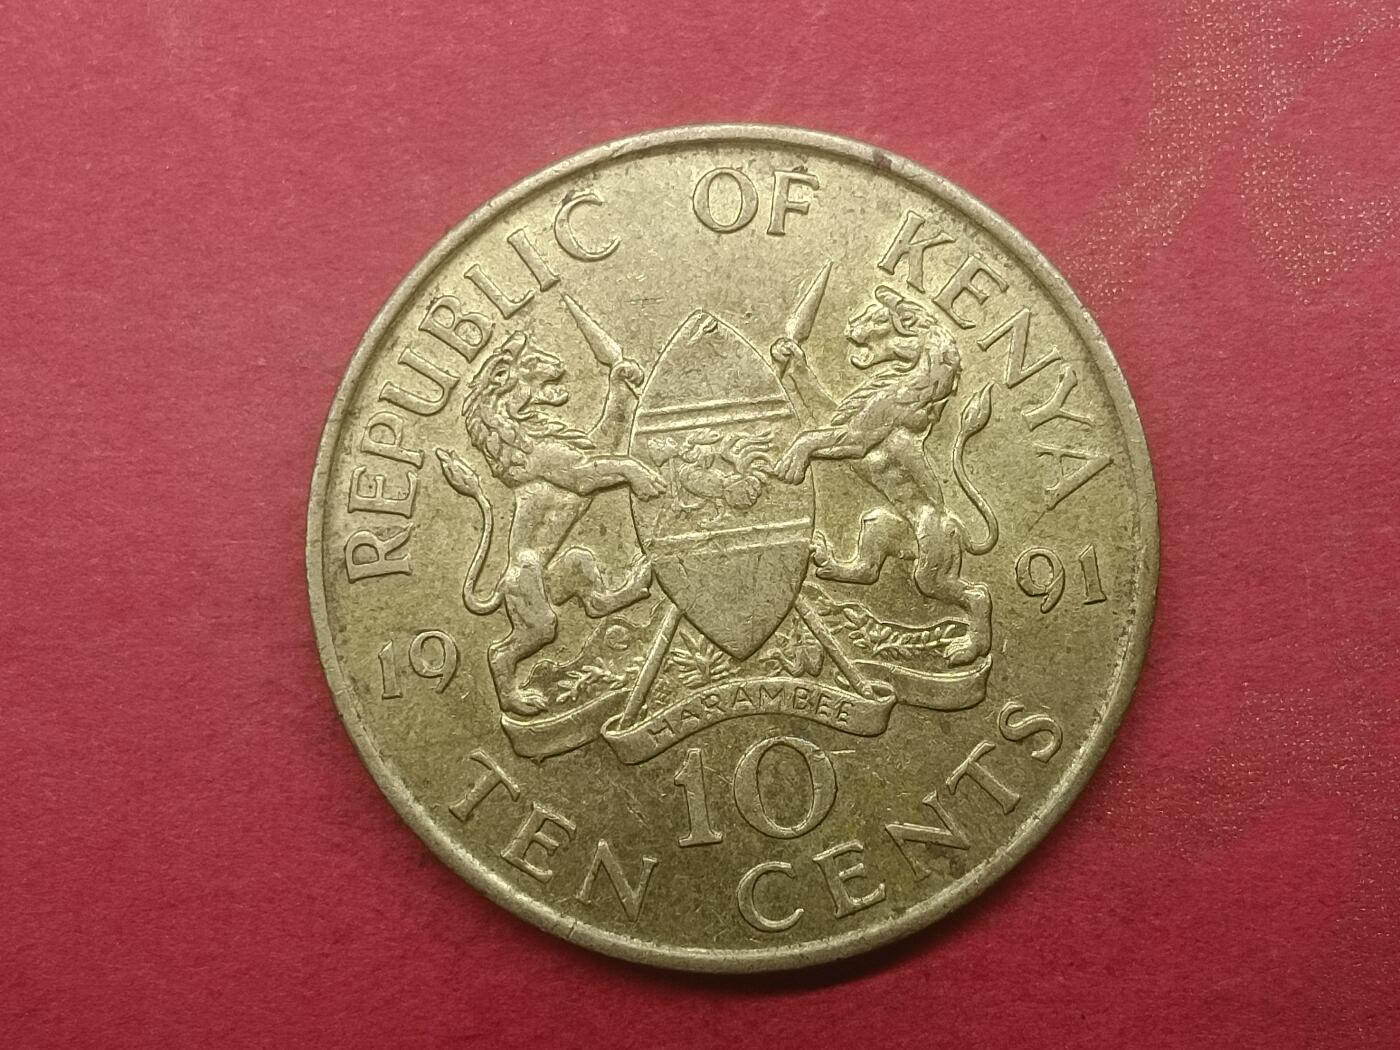 REPUBLIC OF KENYA
19 91
HARAMBEE
10
TEN CENTS